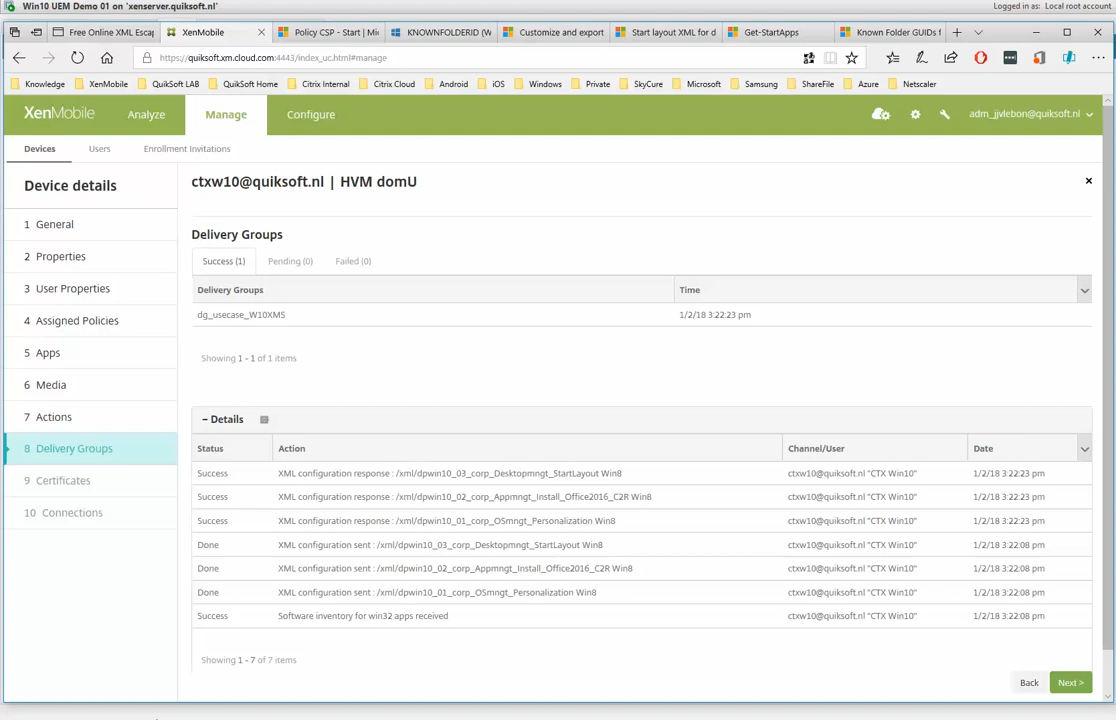 Win10 UEM Demo 01 on 'xenserver.quiksoft.nl'
Logged in as: Local root account
Free Online XML Escap
XenMobile
Policy CSP - Start | Mic
KNOWNFOLDERID (W
Customize and export
Start layout XML for d
Get-StartApps
Known Folder GUIDs f
https://quiksoft.xm.cloud.com:4443/index_uc.html#manage
Knowledge
XenMobile
QuikSoft LAB
QuikSoft Home
Citrix Internal
Citrix Cloud
Android
iOS
Windows
Private
SkyCure
Microsoft
Samsung
ShareFile
Azure
Netscaler
XenMobile
Analyze
Manage
Configure
adm_jjvlebon@quiksoft.nl
Devices
Users
Enrollment Invitations
Device details
1 General
2 Properties
3 User Properties
4 Assigned Policies
5 Apps
6 Media
7 Actions
8 Delivery Groups
9 Certificates
10 Connections
ctxw10@quiksoft.nl | HVM domU
Delivery Groups
Success (1)
Pending (0)
Failed (0)
Delivery Groups Time
dg_usecase_W10XMS 1/2/18 3:22:23 pm
Showing 1 - 1 of 1 items
− Details
Status Action Channel/User Date
Success XML configuration response : /xml/dpwin10_03_corp_Desktopmngt_StartLayout Win8 ctxw10@quiksoft.nl "CTX Win10" 1/2/18 3:22:23 pm
Success XML configuration response : /xml/dpwin10_02_corp_Appmngt_Install_Office2016_C2R Win8 ctxw10@quiksoft.nl "CTX Win10" 1/2/18 3:22:23 pm
Success XML configuration response : /xml/dpwin10_01_corp_OSmngt_Personalization Win8 ctxw10@quiksoft.nl "CTX Win10" 1/2/18 3:22:23 pm
Done XML configuration sent : /xml/dpwin10_03_corp_Desktopmngt_StartLayout Win8 ctxw10@quiksoft.nl "CTX Win10" 1/2/18 3:22:08 pm
Done XML configuration sent : /xml/dpwin10_02_corp_Appmngt_Install_Office2016_C2R Win8 ctxw10@quiksoft.nl "CTX Win10" 1/2/18 3:22:08 pm
Done XML configuration sent : /xml/dpwin10_01_corp_OSmngt_Personalization Win8 ctxw10@quiksoft.nl "CTX Win10" 1/2/18 3:22:08 pm
Success Software inventory for win32 apps received ctxw10@quiksoft.nl "CTX Win10" 1/2/18 3:22:08 pm
Showing 1 - 7 of 7 items
Back
Next >